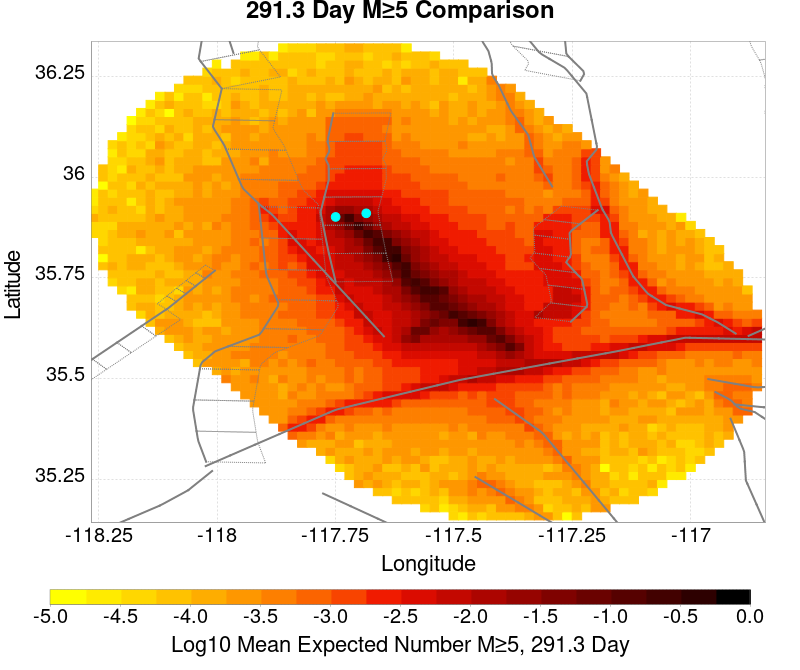 291.3 Day M≥5 Comparison
36.25
36
35.75
35.5
35.25
Latitude
-118.25 -118 -117.75 -117.5 -117.25 -117
Longitude
-5.0 -4.5 -4.0 -3.5 -3.0 -2.5 -2.0 -1.5 -1.0 -0.5 0.0
Log10 Mean Expected Number M≥5, 291.3 Day